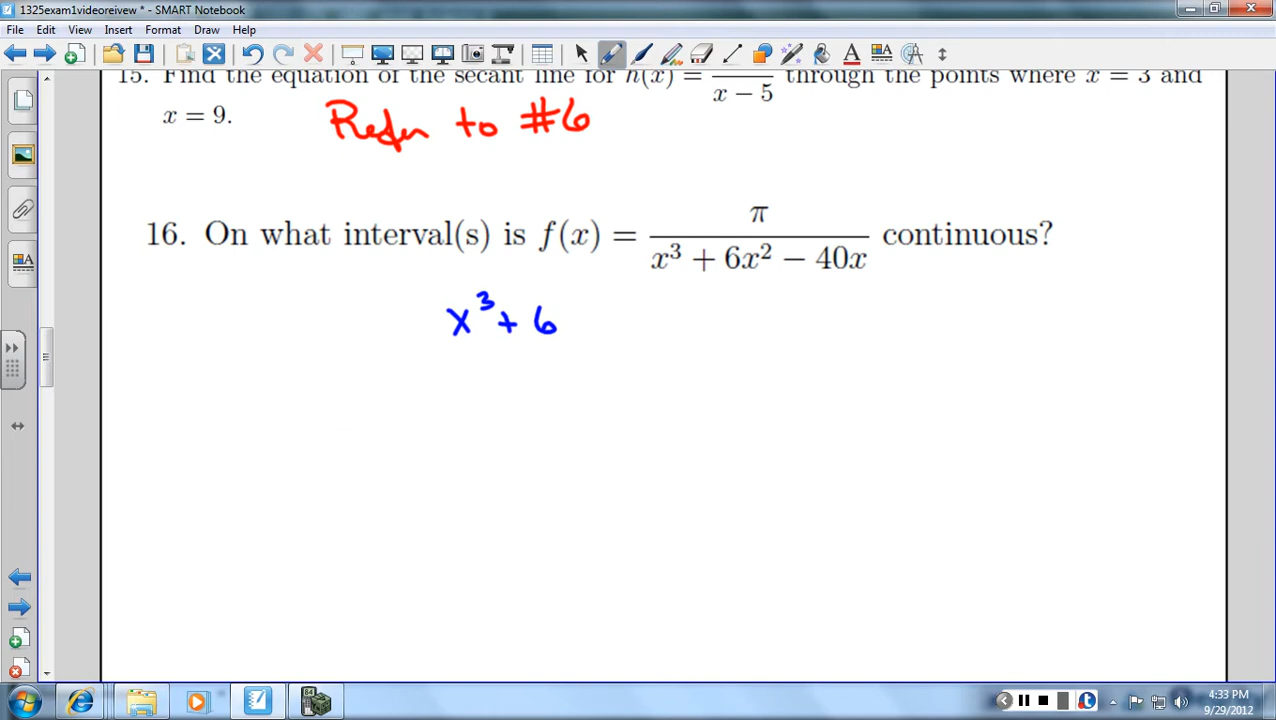 1325exam1videoreivew * - SMART Notebook
File Edit View Insert Format Draw Help
15. Find the equation of the secant line for h(x) = ―/(x − 5) through the points where x = 3 and
x = 9.
Refer to #6
16. On what interval(s) is f(x) = π/(x³ + 6x² − 40x) continuous?
x³ + 6
4:33 PM
9/29/2012